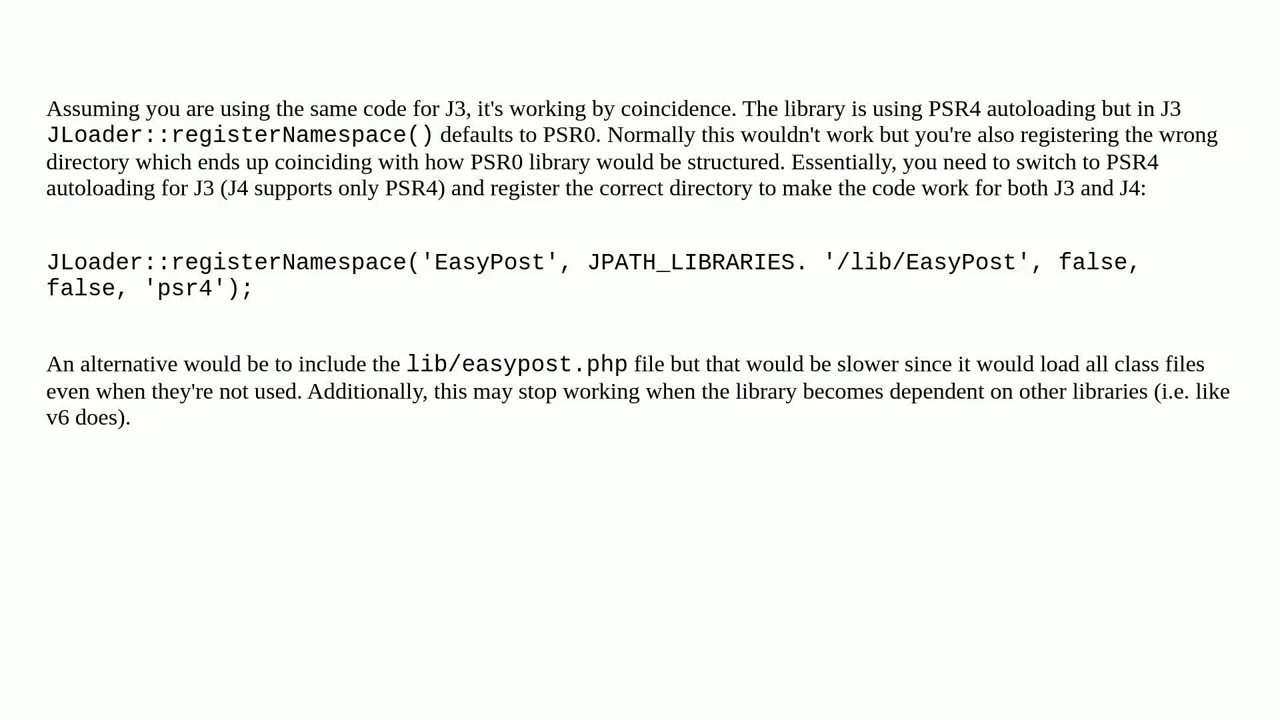 Assuming you are using the same code for J3, it's working by coincidence. The library is using PSR4 autoloading but in J3
JLoader::registerNamespace() defaults to PSR0. Normally this wouldn't work but you're also registering the wrong
directory which ends up coinciding with how PSR0 library would be structured. Essentially, you need to switch to PSR4
autoloading for J3 (J4 supports only PSR4) and register the correct directory to make the code work for both J3 and J4:
JLoader::registerNamespace('EasyPost', JPATH_LIBRARIES. '/lib/EasyPost', false,
false, 'psr4');
An alternative would be to include the lib/easypost.php file but that would be slower since it would load all class files
even when they're not used. Additionally, this may stop working when the library becomes dependent on other libraries (i.e. like
v6 does).